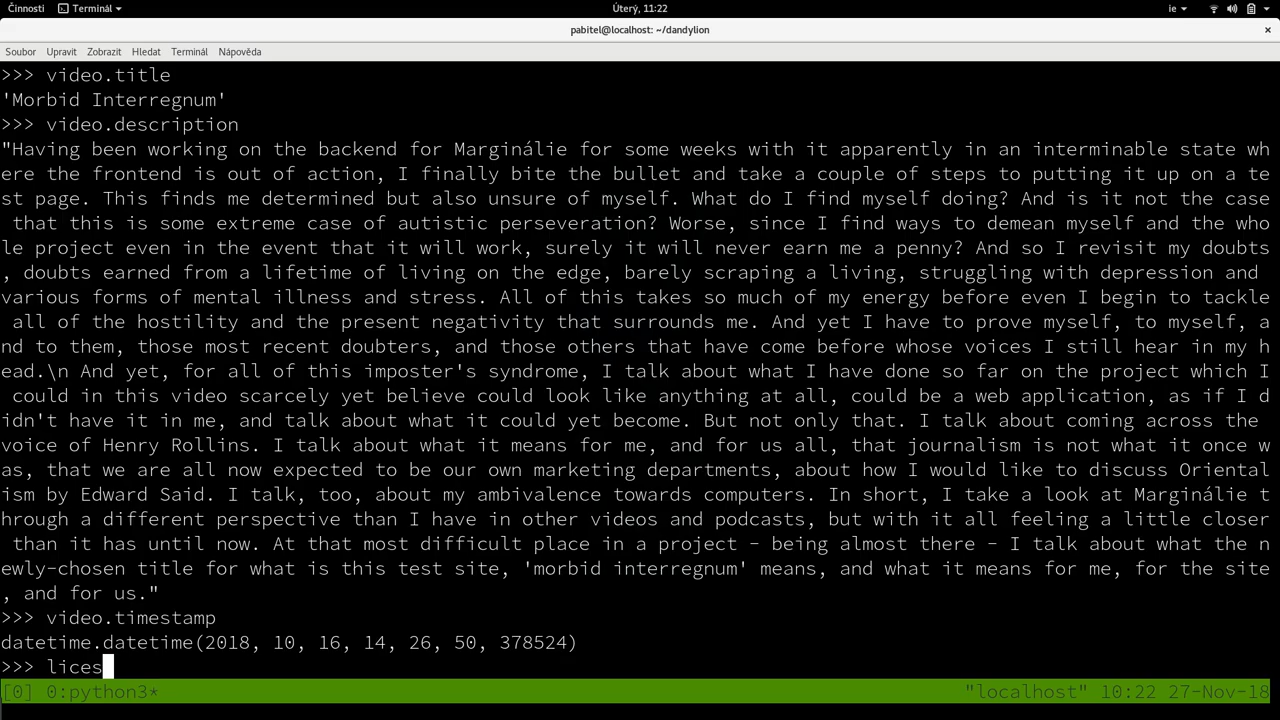 Činnosti Terminál Úterý, 11:22 ie
pabitel@localhost: ~/dandylion ×
Soubor Upravit Zobrazit Hledat Terminál Nápověda
>>> video.title
'Morbid Interregnum'
>>> video.description
"Having been working on the backend for Marginálie for some weeks with it apparently in an interminable state wh
ere the frontend is out of action, I finally bite the bullet and take a couple of steps to putting it up on a te
st page. This finds me determined but also unsure of myself. What do I find myself doing? And is it not the case
 that this is some extreme case of autistic perseveration? Worse, since I find ways to demean myself and the who
le project even in the event that it will work, surely it will never earn me a penny? And so I revisit my doubts
, doubts earned from a lifetime of living on the edge, barely scraping a living, struggling with depression and
various forms of mental illness and stress. All of this takes so much of my energy before even I begin to tackle
 all of the hostility and the present negativity that surrounds me. And yet I have to prove myself, to myself, a
nd to them, those most recent doubters, and those others that have come before whose voices I still hear in my h
ead.\n And yet, for all of this imposter's syndrome, I talk about what I have done so far on the project which I
 could in this video scarcely yet believe could look like anything at all, could be a web application, as if I d
idn't have it in me, and talk about what it could yet become. But not only that. I talk about coming across the
voice of Henry Rollins. I talk about what it means for me, and for us all, that journalism is not what it once w
as, that we are all now expected to be our own marketing departments, about how I would like to discuss Oriental
ism by Edward Said. I talk, too, about my ambivalence towards computers. In short, I take a look at Marginálie t
hrough a different perspective than I have in other videos and podcasts, but with it all feeling a little closer
 than it has until now. At that most difficult place in a project - being almost there - I talk about what the n
ewly-chosen title for what is this test site, 'morbid interregnum' means, and what it means for me, for the site
, and for us."
>>> video.timestamp
datetime.datetime(2018, 10, 16, 14, 26, 50, 378524)
>>> lices
[0] 0:python3* "localhost" 10:22 27-Nov-18